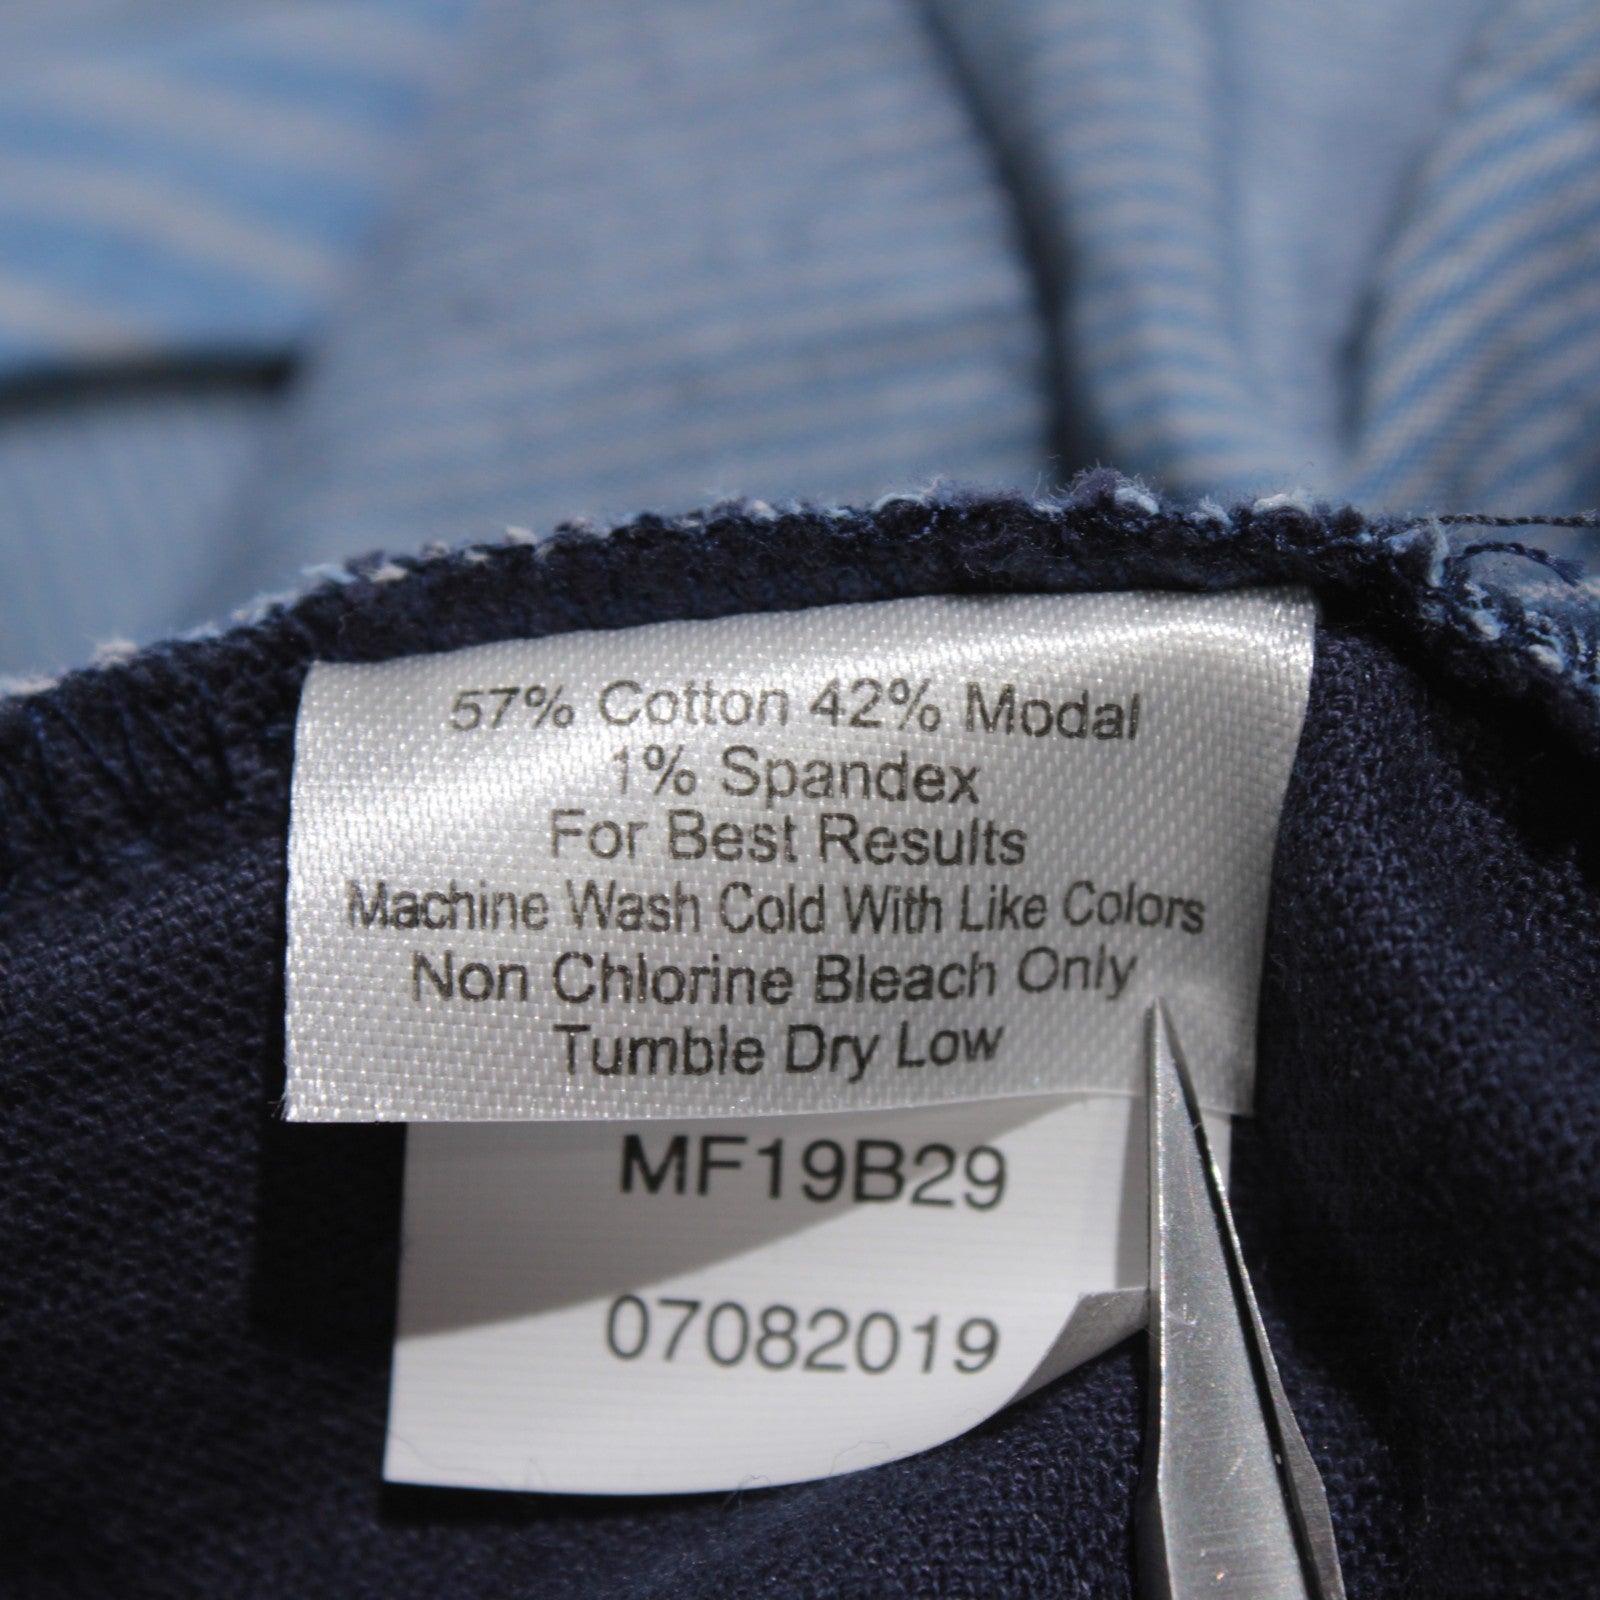 57% Cotton 42% Modal
1% Spandex
For Best Results
Machine Wash Cold With Like Colors
Non Chlorine Bleach Only
Tumble Dry Low
MF19B29
07082019